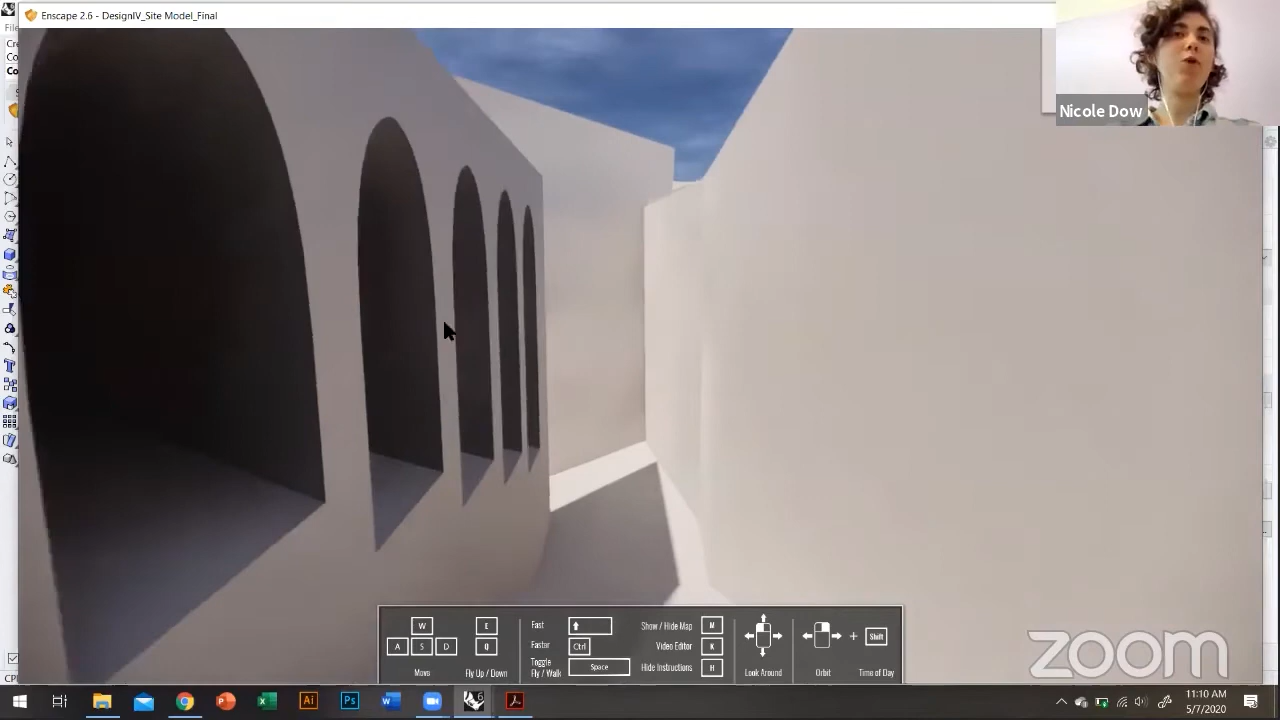 Enscape 2.6 - DesignIV_Site Model_Final
Nicole Dow
W
A S D
Move
E
Q
Fly Up / Down
Fast
Faster Ctrl
Toggle
Fly / Walk
Space
Show / Hide Map M
Video Editor K
Hide Instructions H
Look Around
Orbit
+ Shift
Time of Day
zoom
11:10 AM
5/7/2020